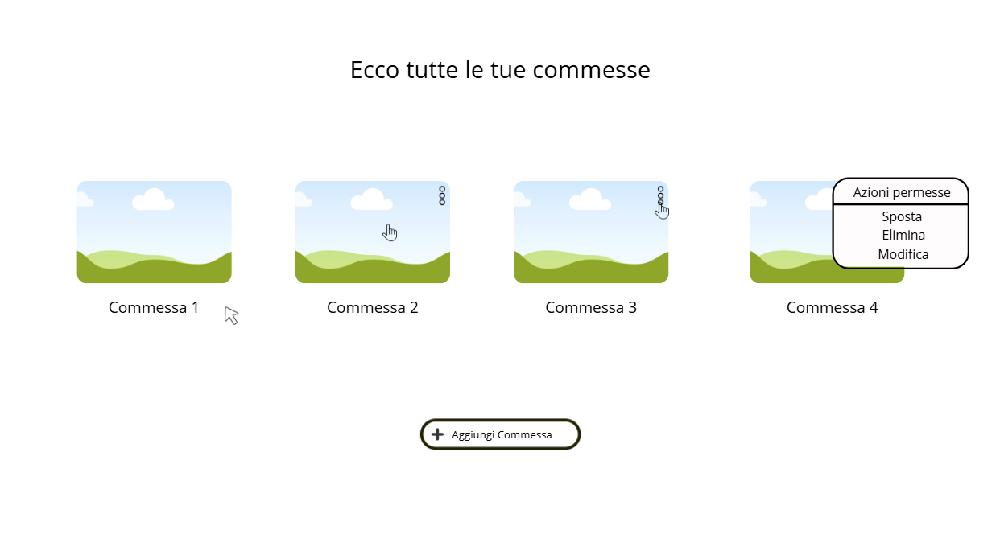 Ecco tutte le tue commesse
Azioni permesse
Sposta
Elimina
Modifica
Commessa 1
Commessa 2
Commessa 3
Commessa 4
Aggiungi Commessa